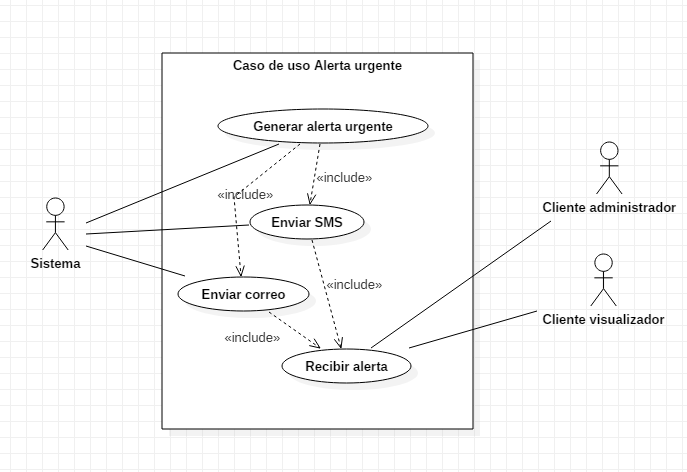 Caso de uso Alerta urgente
Generar alerta urgente
«include»
«include»
Cliente administrador
Enviar SMS
Sistema
«include»
Enviar correo
Cliente visualizador
«include»
Recibir alerta